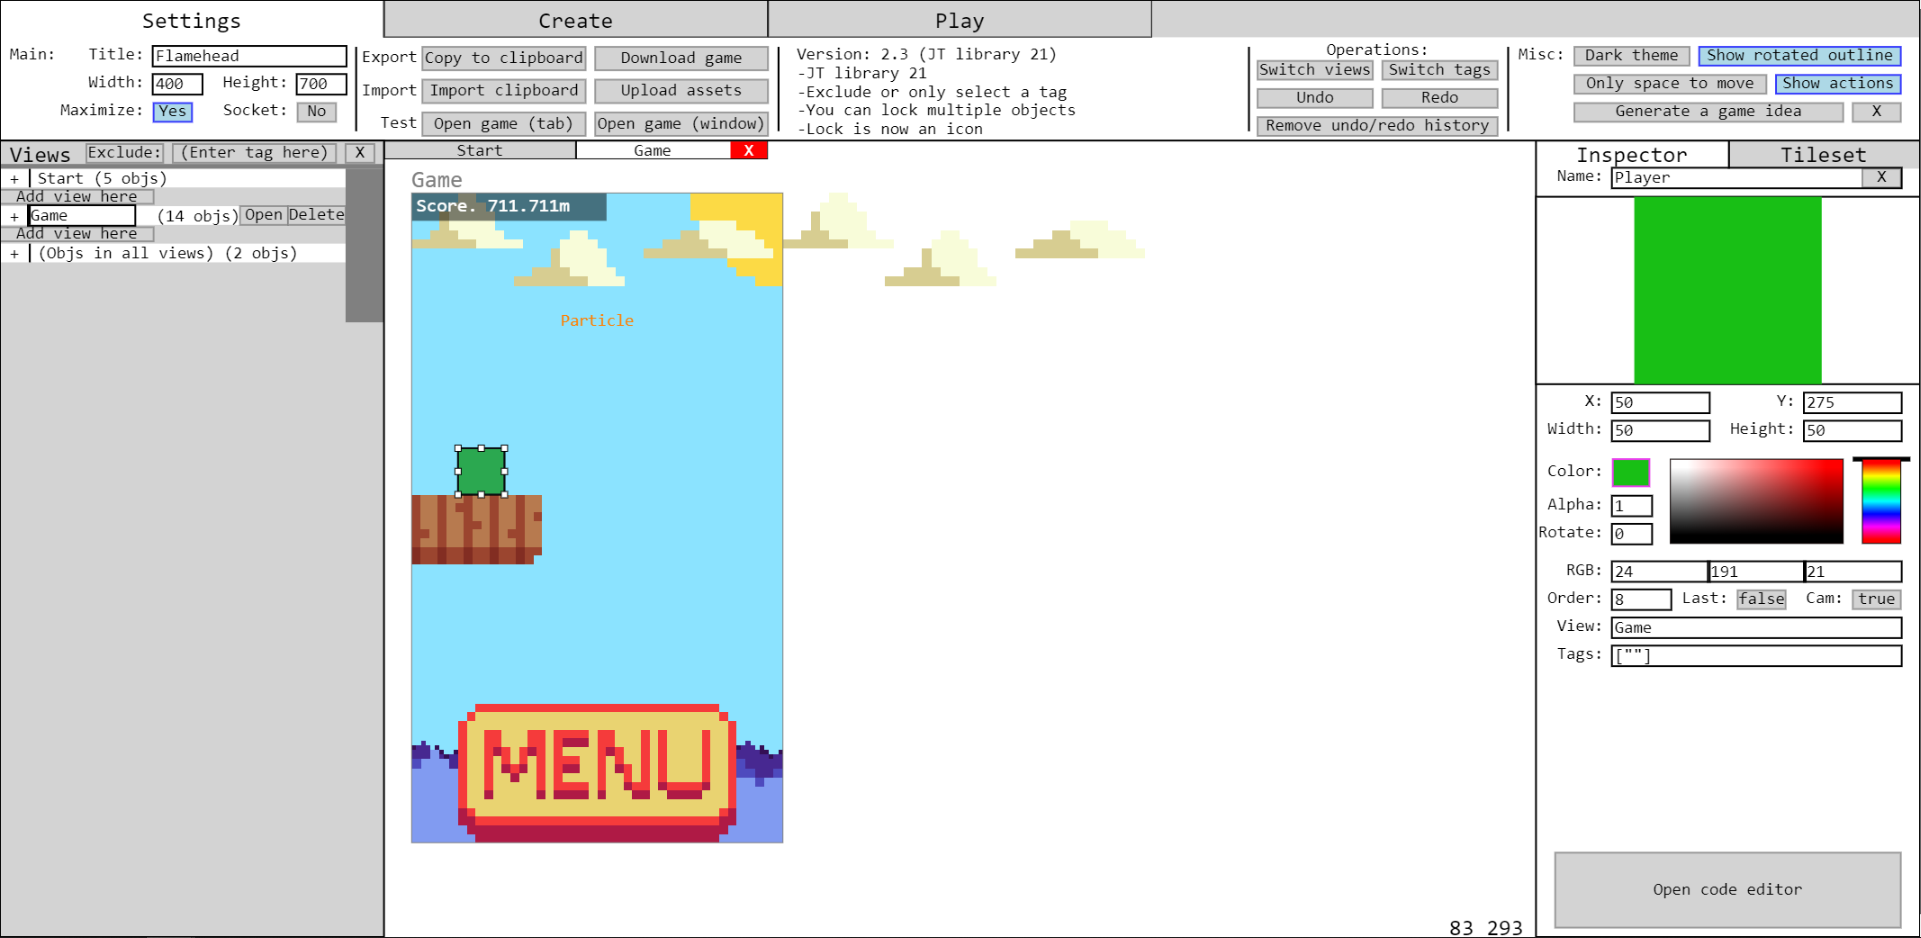 Settings
Create
Play
Main: Title: Flamehead
Width: 400 Height: 700
Maximize: Yes Socket: No
Export Copy to clipboard Download game
Import Import clipboard Upload assets
Test Open game (tab) Open game (window)
Version: 2.3 (JT library 21)
-JT library 21
-Exclude or only select a tag
-You can lock multiple objects
-Lock is now an icon
Operations:
Switch views Switch tags
Undo Redo
Remove undo/redo history
Misc: Dark theme Show rotated outline
Only space to move Show actions
Generate a game idea X
Views Exclude: (Enter tag here) X
+ Start (5 objs)
Add view here
+ Game (14 objs) Open Delete
Add view here
+ (Objs in all views) (2 objs)
Start Game X
Game
Score. 711.711m
Particle
MENU
83 293
Inspector Tileset
Name: Player X
X: 50 Y: 275
Width: 50 Height: 50
Color:
Alpha: 1
Rotate: 0
RGB: 24 191 21
Order: 8 Last: false Cam: true
View: Game
Tags: [""]
Open code editor